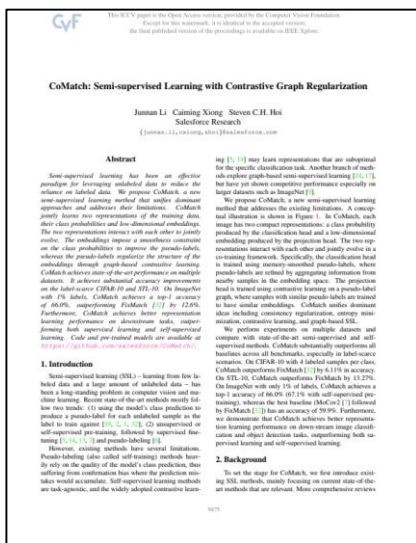 This ICCV paper is the Open Access version, provided by the Computer Vision Foundation.
Except for this watermark, it is identical to the accepted version;
the final published version of the proceedings is available on IEEE Xplore.
CVF
CoMatch: Semi-supervised Learning with Contrastive Graph Regularization
Junnan Li Caiming Xiong Steven C.H. Hoi
Salesforce Research
{junnan.li,cxiong,shoi}@salesforce.com
Abstract
Semi-supervised learning has been an effective
paradigm for leveraging unlabeled data to reduce the
reliance on labeled data. We propose CoMatch, a new
semi-supervised learning method that unifies dominant
approaches and addresses their limitations. CoMatch
jointly learns two representations of the training data,
their class probabilities and low-dimensional embeddings.
The two representations interact with each other to jointly
evolve. The embeddings impose a smoothness constraint
on the class probabilities to improve the pseudo-labels,
whereas the pseudo-labels regularize the structure of the
embeddings through graph-based contrastive learning.
CoMatch achieves state-of-the-art performance on multiple
datasets. It achieves substantial accuracy improvements
on the label-scarce CIFAR-10 and STL-10. On ImageNet
with 1% labels, CoMatch achieves a top-1 accuracy
of 66.0%, outperforming FixMatch [32] by 12.6%.
Furthermore, CoMatch achieves better representation
learning performance on downstream tasks, outper-
forming both supervised learning and self-supervised
learning. Code and pre-trained models are available at
https://github.com/salesforce/CoMatch/.
1. Introduction
Semi-supervised learning (SSL) – learning from few la-
beled data and a large amount of unlabeled data – has
been a long-standing problem in computer vision and ma-
chine learning. Recent state-of-the-art methods mostly fol-
low two trends: (1) using the model's class prediction to
produce a pseudo-label for each unlabeled sample as the
label to train against
(2) unsupervised or
self-supervised pre-training, followed by supervised fine-
tuning
and pseudo-labeling
However, existing methods have several limitations.
Pseudo-labeling (also called self-training) methods heav-
ily rely on the quality of the model's class prediction, thus
suffering from confirmation bias where the prediction mis-
takes would accumulate. Self-supervised learning methods
are task-agnostic, and the widely adopted contrastive learn-
ing may learn representations that are suboptimal
for the specific classification task. Another branch of meth-
ods explore graph-based semi-supervised learning
but have yet shown competitive performance especially on
larger datasets such as ImageNet
We propose CoMatch, a new semi-supervised learning
method that addresses the existing limitations. A concep-
tual illustration is shown in Figure 1. In CoMatch, each
image has two compact representations: a class probability
produced by the classification head and a low-dimensional
embedding produced by the projection head. The two rep-
resentations interact with each other and jointly evolve in a
co-training framework. Specifically, the classification head
is trained using memory-smoothed pseudo-labels, where
pseudo-labels are refined by aggregating information from
nearby samples in the embedding space. The projection
head is trained using contrastive learning on a pseudo-label
graph, where samples with similar pseudo-labels are trained
to have similar embeddings. CoMatch unifies dominant
ideas including consistency regularization, entropy mini-
mization, contrastive learning, and graph-based SSL.
We perform experiments on multiple datasets and
compare with state-of-the-art semi-supervised and self-
supervised methods. CoMatch substantially outperforms all
baselines across all benchmarks, especially in label-scarce
scenarios. On CIFAR-10 with 4 labeled samples per class,
CoMatch outperforms FixMatch [32] by 6.11% in accuracy.
On STL-10, CoMatch outperforms FixMatch by 13.27%.
On ImageNet with only 1% of labels, CoMatch achieves a
top-1 accuracy of 66.0% (67.1% with self-supervised pre-
training), whereas the best baseline (MoCov2 followed
by FixMatch [32]) has an accuracy of 59.9%. Furthermore,
we demonstrate that CoMatch achieves better representa-
tion learning performance on down-stream image classifi-
cation and object detection tasks, outperforming both su-
pervised learning and self-supervised learning.
2. Background
To set the stage for CoMatch, we first introduce exist-
ing SSL methods, mainly focusing on current state-of-the-
art methods that are relevant. More comprehensive reviews
9475